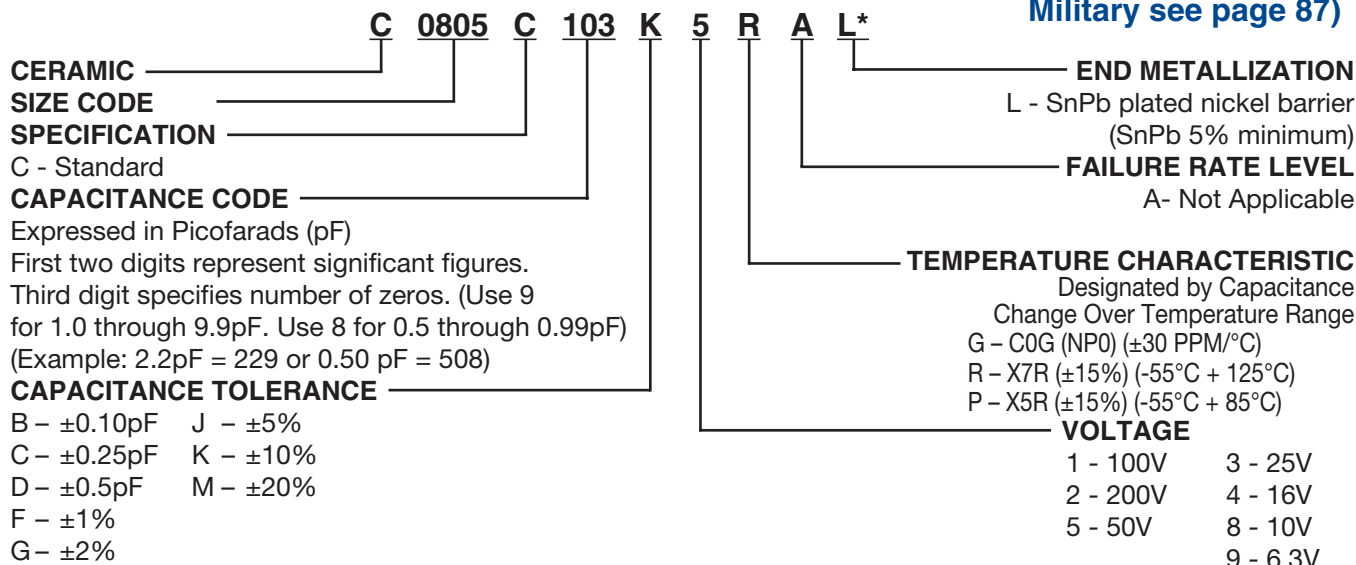 Military see page 87)
C 0805 C 103 K 5 R A L*
CERAMIC
SIZE CODE
SPECIFICATION
C - Standard
CAPACITANCE CODE
Expressed in Picofarads (pF)
First two digits represent significant figures.
Third digit specifies number of zeros. (Use 9
for 1.0 through 9.9pF. Use 8 for 0.5 through 0.99pF)
(Example: 2.2pF = 229 or 0.50 pF = 508)
CAPACITANCE TOLERANCE
B – ±0.10pF J – ±5%
C – ±0.25pF K – ±10%
D – ±0.5pF M – ±20%
F – ±1%
G – ±2%
END METALLIZATION
L - SnPb plated nickel barrier
(SnPb 5% minimum)
FAILURE RATE LEVEL
A- Not Applicable
TEMPERATURE CHARACTERISTIC
Designated by Capacitance
Change Over Temperature Range
G – C0G (NP0) (±30 PPM/°C)
R – X7R (±15%) (-55°C + 125°C)
P – X5R (±15%) (-55°C + 85°C)
VOLTAGE
1 - 100V 3 - 25V
2 - 200V 4 - 16V
5 - 50V 8 - 10V
9 - 6.3V